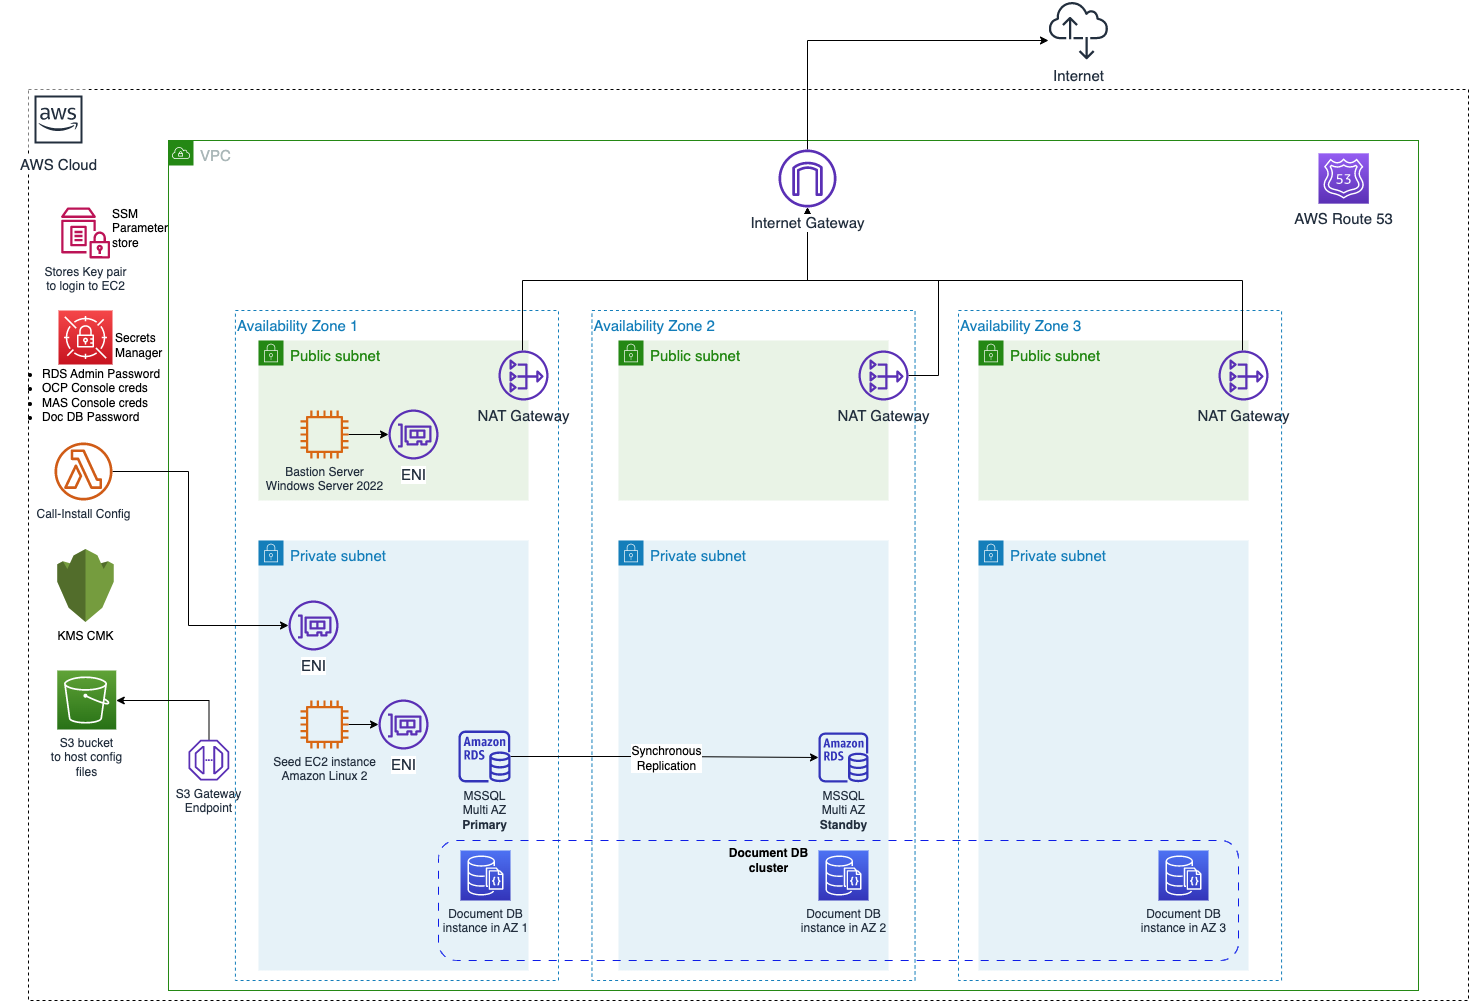 Internet
aws
AWS Cloud
VPC
Internet Gateway
53
AWS Route 53
SSM
Parameter
store
Stores Key pair
to login to EC2
Secrets
Manager
• RDS Admin Password
• OCP Console creds
• MAS Console creds
• Doc DB Password
Call-Install Config
KMS CMK
S3 bucket
to host config
files
S3 Gateway
Endpoint
Availability Zone 1
Public subnet
NAT Gateway
Bastion Server
Windows Server 2022
ENI
Private subnet
ENI
Seed EC2 instance
Amazon Linux 2
ENI
Amazon
RDS
MSSQL
Multi AZ
Primary
Synchronous
Replication
Availability Zone 2
Public subnet
NAT Gateway
Private subnet
Amazon
RDS
MSSQL
Multi AZ
Standby
Availability Zone 3
Public subnet
NAT Gateway
Private subnet
Document DB
cluster
Document DB
instance in AZ 1
Document DB
instance in AZ 2
Document DB
instance in AZ 3